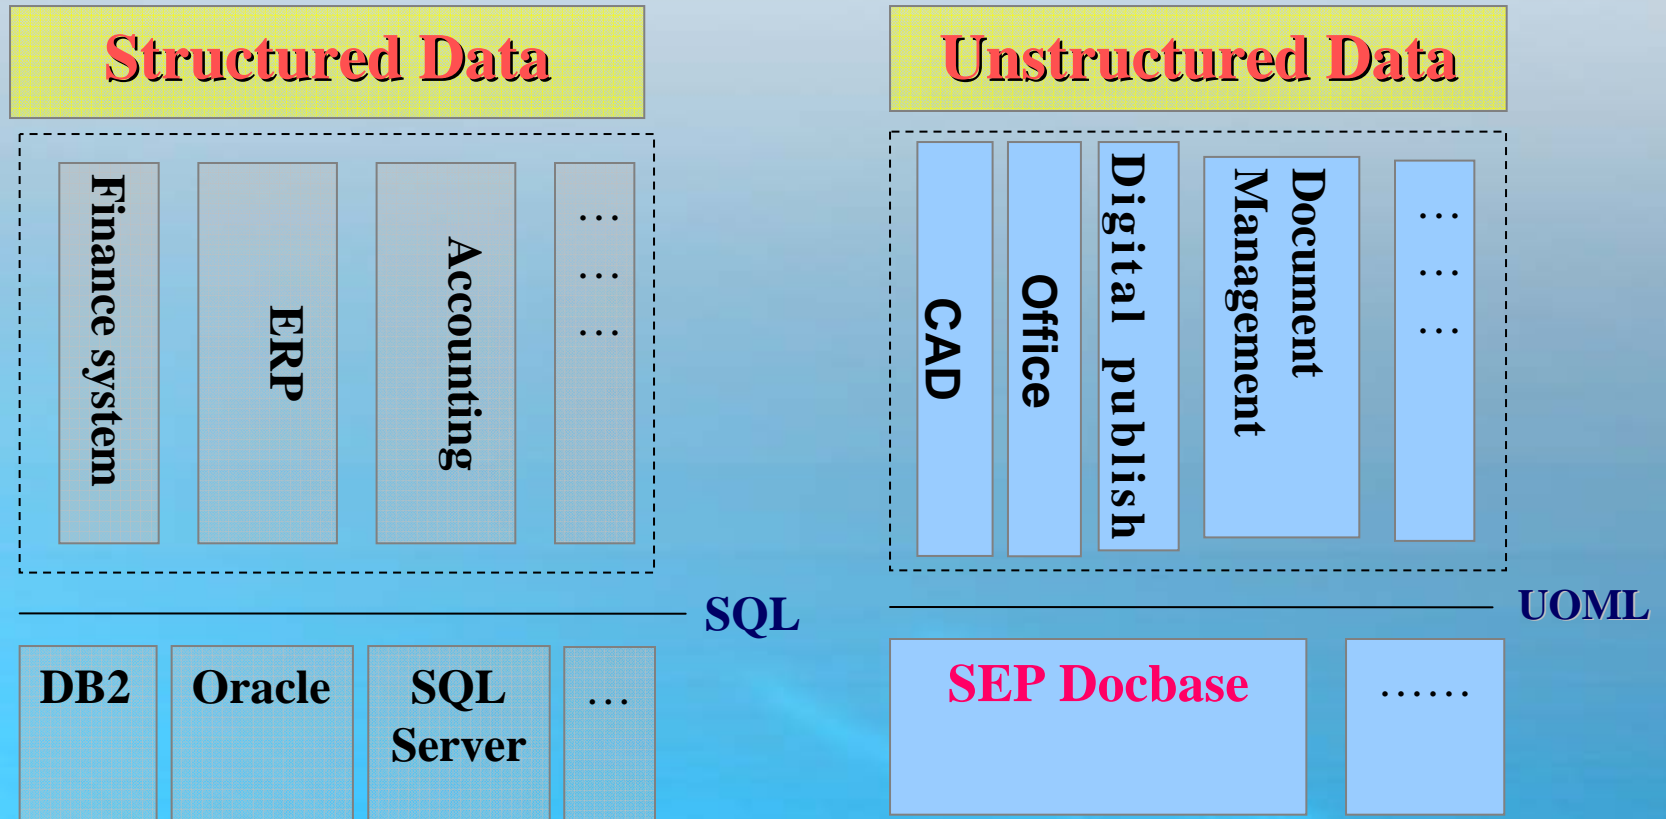 Structured Data
Finance system
ERP
Accounting
…
…
…
SQL
DB2
Oracle
SQL
Server
…
Unstructured Data
CAD
Office
Digital publish
Document
Management
…
…
…
UOML
SEP Docbase
……